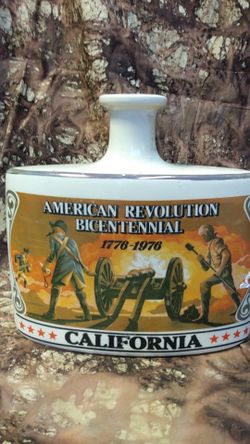 AMERICAN REVOLUTION
BICENTENNIAL
1776-1976
CALIFORNIA